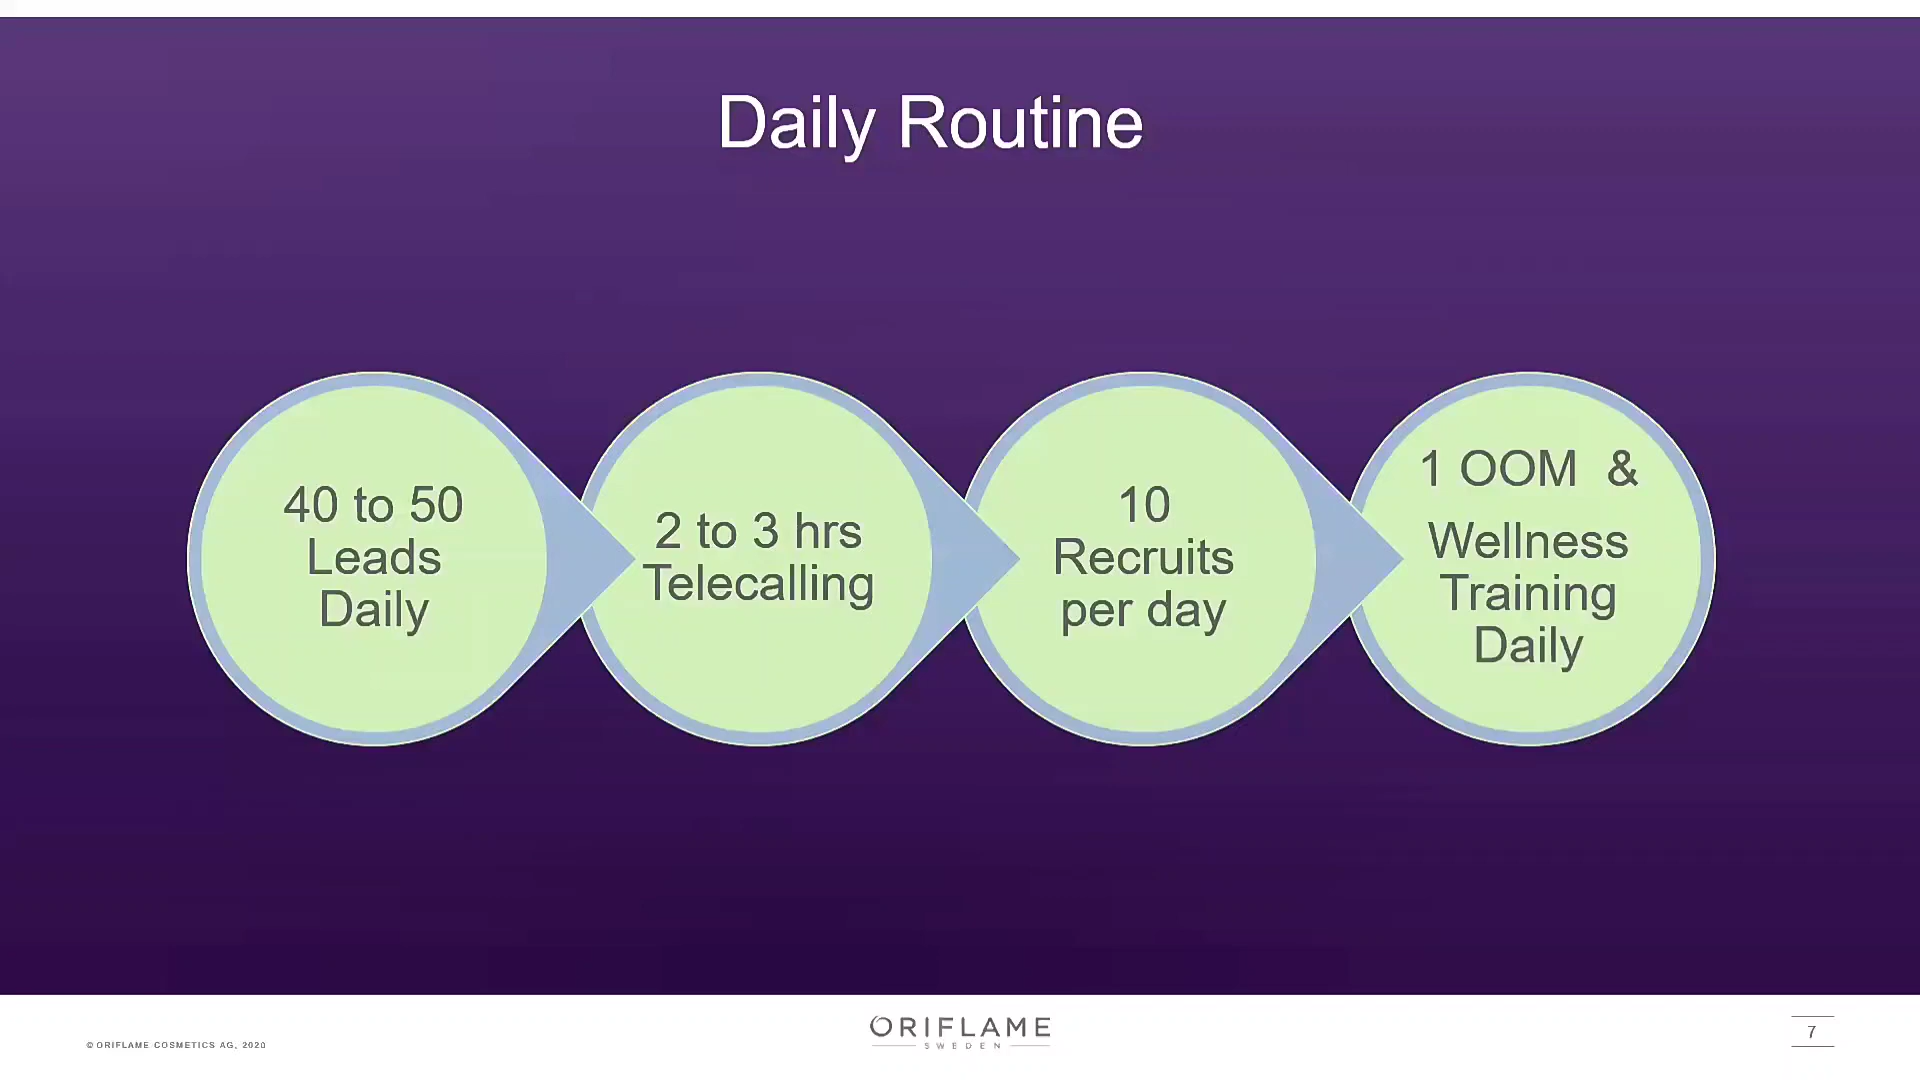 Daily Routine
40 to 50
Leads
Daily
2 to 3 hrs
Telecalling
10
Recruits
per day
1 OOM &
Wellness
Training
Daily
© ORIFLAME COSMETICS AG, 2020
ORIFLAME
SWEDEN
7